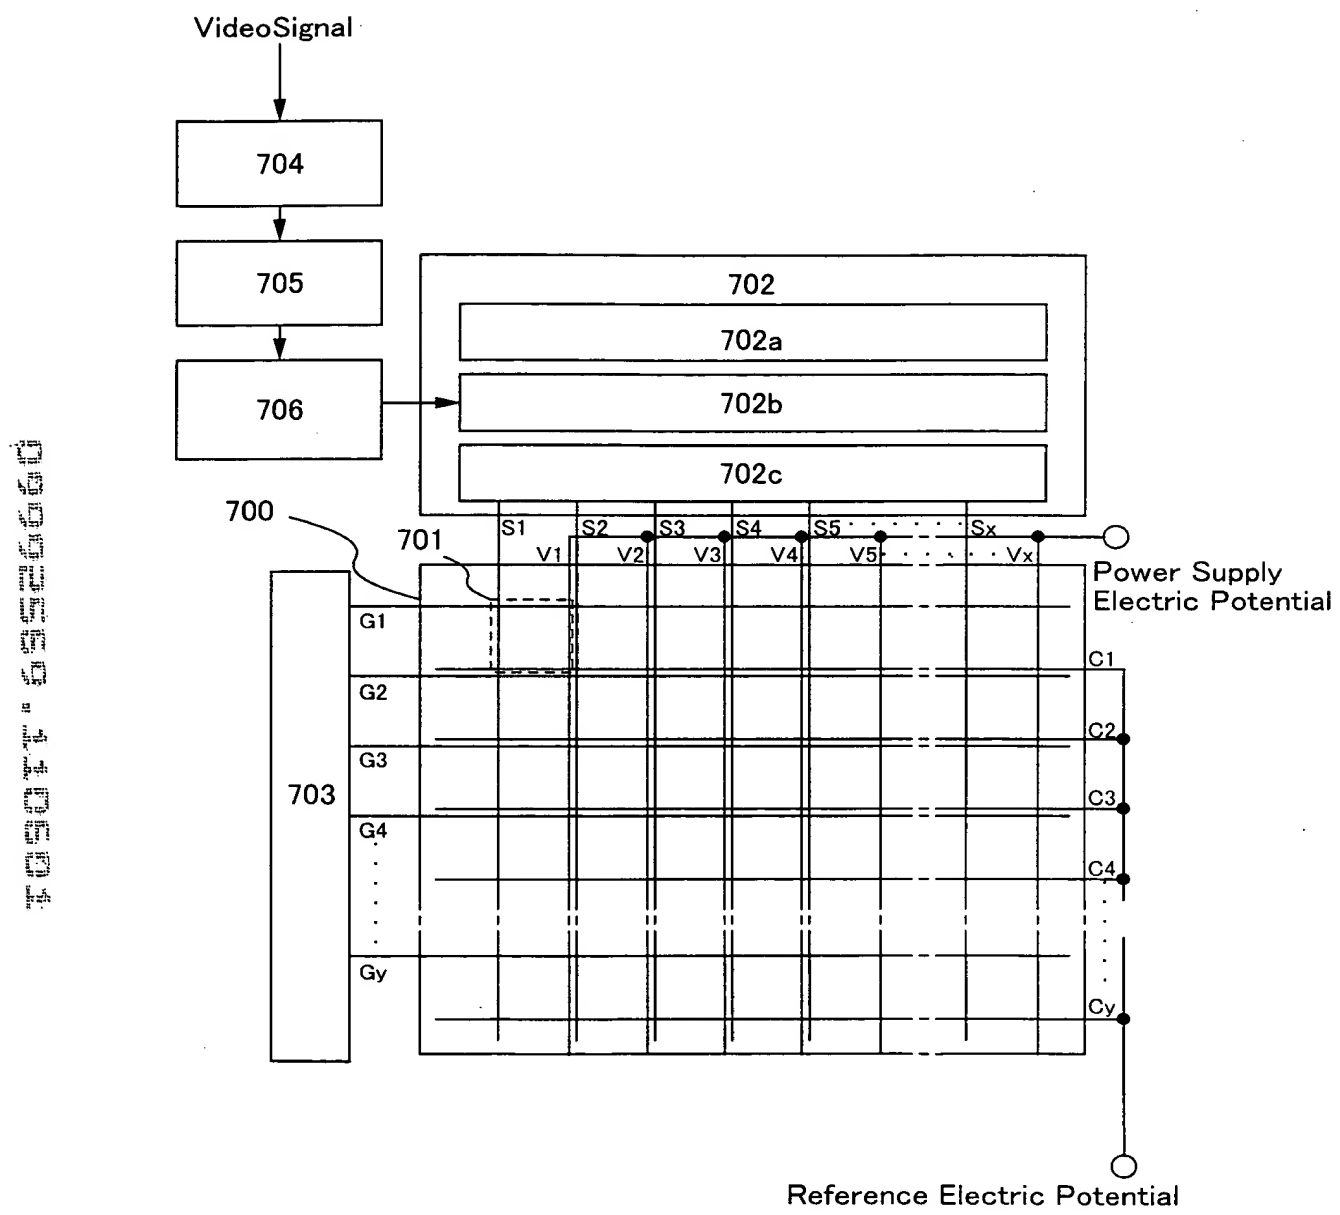 VideoSignal
704
705
706
702
702a
702b
702c
700
701
S1 S2 S3 S4 S5 Sx
V1 V2 V3 V4 V5 Vx
Power Supply
Electric Potential
703
G1
G2
G3
G4
Gy
C1
C2
C3
C4
Cy
Reference Electric Potential